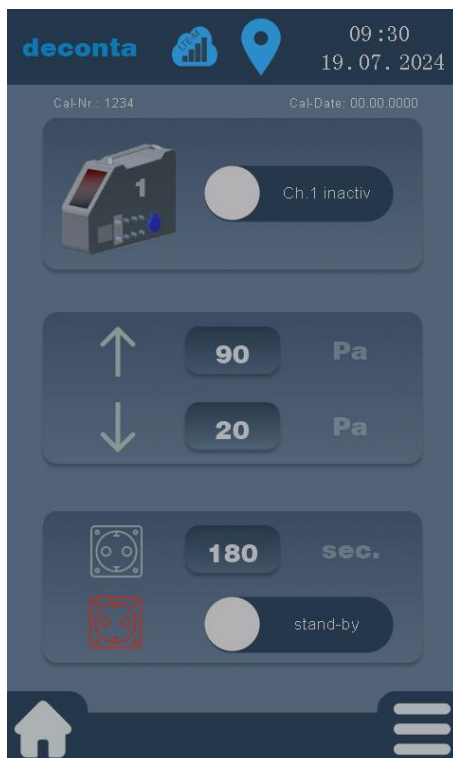 deconta
LTE-M
09:30
19.07.2024
Cal-Nr.: 1234
Cal-Date: 00.00.0000
1
Ch.1 inactiv
90 Pa
20 Pa
180 sec.
stand-by